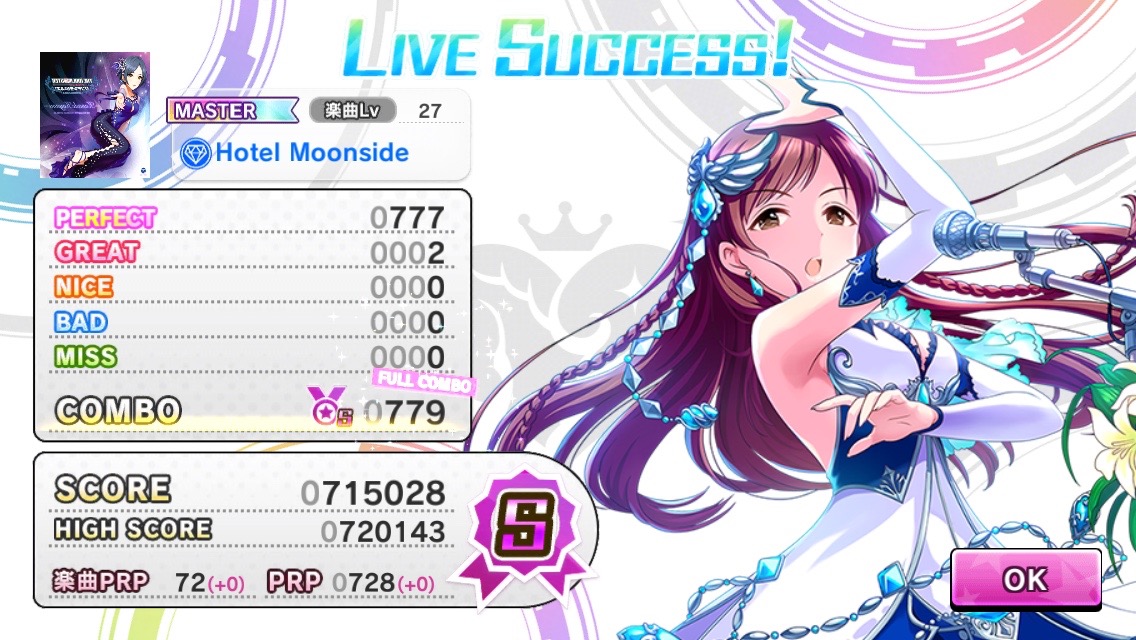 LIVE SUCCESS!
MASTER 楽曲Lv 27
Hotel Moonside
PERFECT 0777
GREAT 0002
NICE 0000
BAD 0000
MISS 0000
FULL COMBO
COMBO S 0779
SCORE 0715028
HIGH SCORE 0720143
S
楽曲PRP 72(+0) PRP 0728(+0)
OK